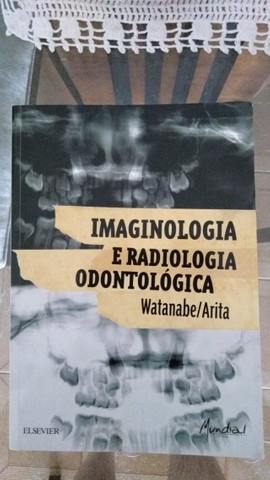 IMAGINOLOGIA
E RADIOLOGIA
ODONTOLÓGICA
Watanabe/Arita
ELSEVIER
Mundial